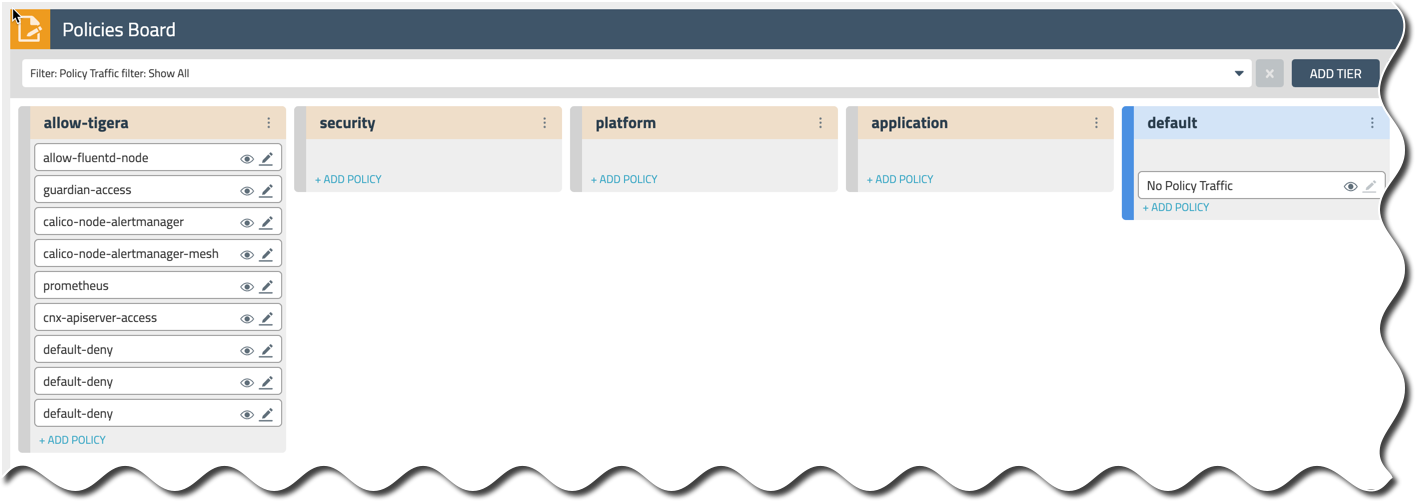 Policies Board
Filter: Policy Traffic filter: Show All
ADD TIER
allow-tigera
allow-fluentd-node
guardian-access
calico-node-alertmanager
calico-node-alertmanager-mesh
prometheus
cnx-apiserver-access
default-deny
default-deny
default-deny
+ ADD POLICY
security
+ ADD POLICY
platform
+ ADD POLICY
application
+ ADD POLICY
default
No Policy Traffic
+ ADD POLICY